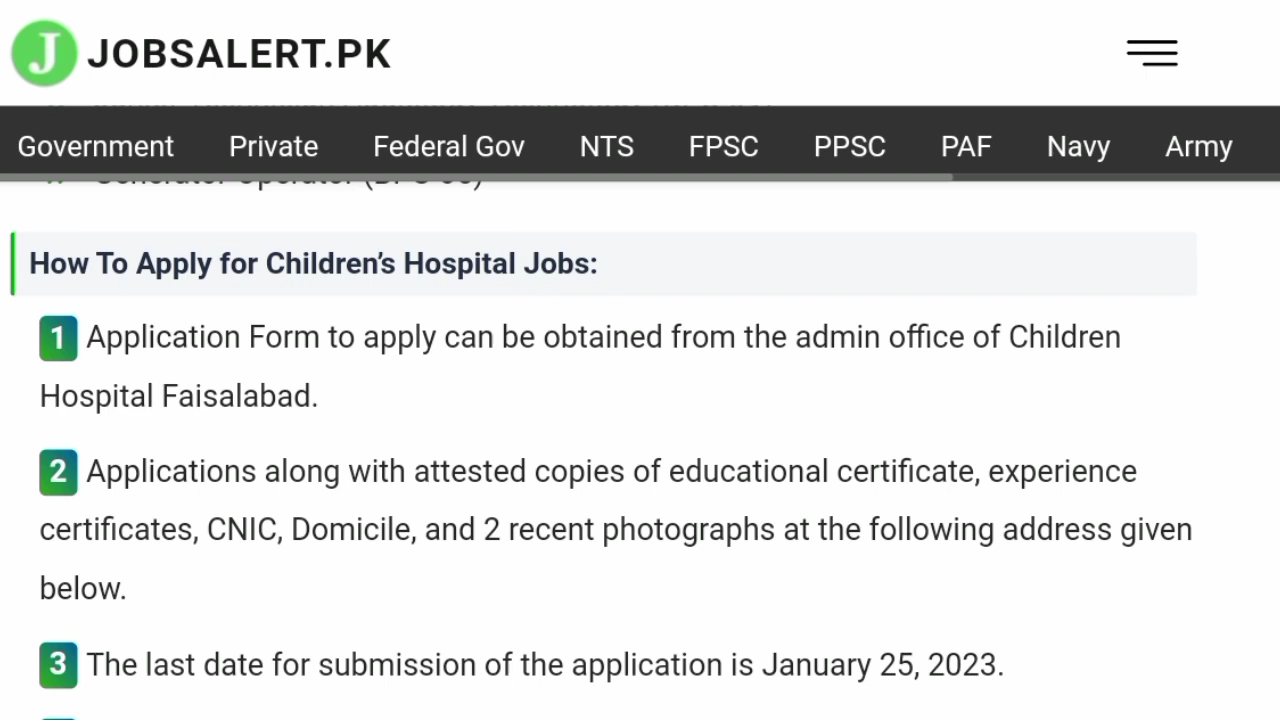 J JOBSALERT.PK
Government Private Federal Gov NTS FPSC PPSC PAF Navy Army
Generator Operator
How To Apply for Children’s Hospital Jobs:
1 Application Form to apply can be obtained from the admin office of Children
Hospital Faisalabad.
2 Applications along with attested copies of educational certificate, experience
certificates, CNIC, Domicile, and 2 recent photographs at the following address given
below.
3 The last date for submission of the application is January 25, 2023.